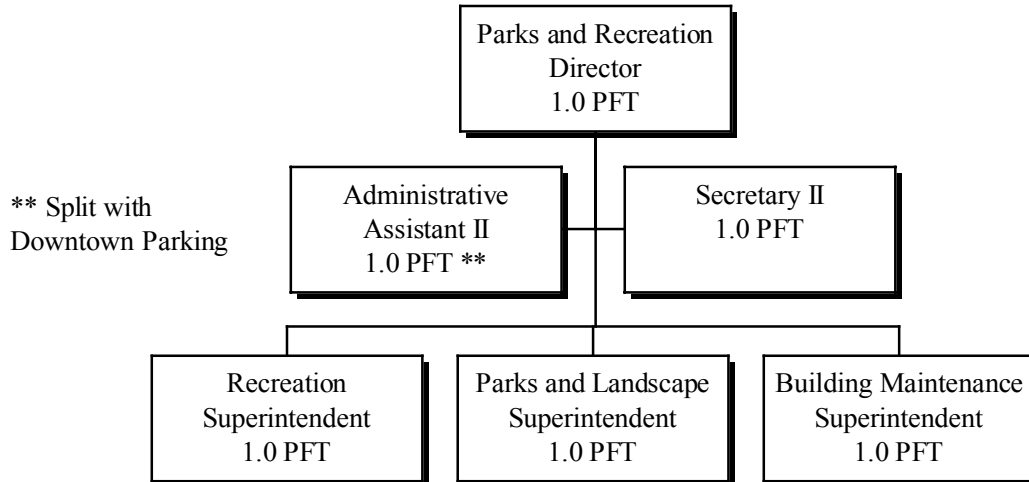 Parks and Recreation
Director
1.0 PFT
** Split with
Downtown Parking
Administrative
Assistant II
1.0 PFT **
Secretary II
1.0 PFT
Recreation
Superintendent
1.0 PFT
Parks and Landscape
Superintendent
1.0 PFT
Building Maintenance
Superintendent
1.0 PFT